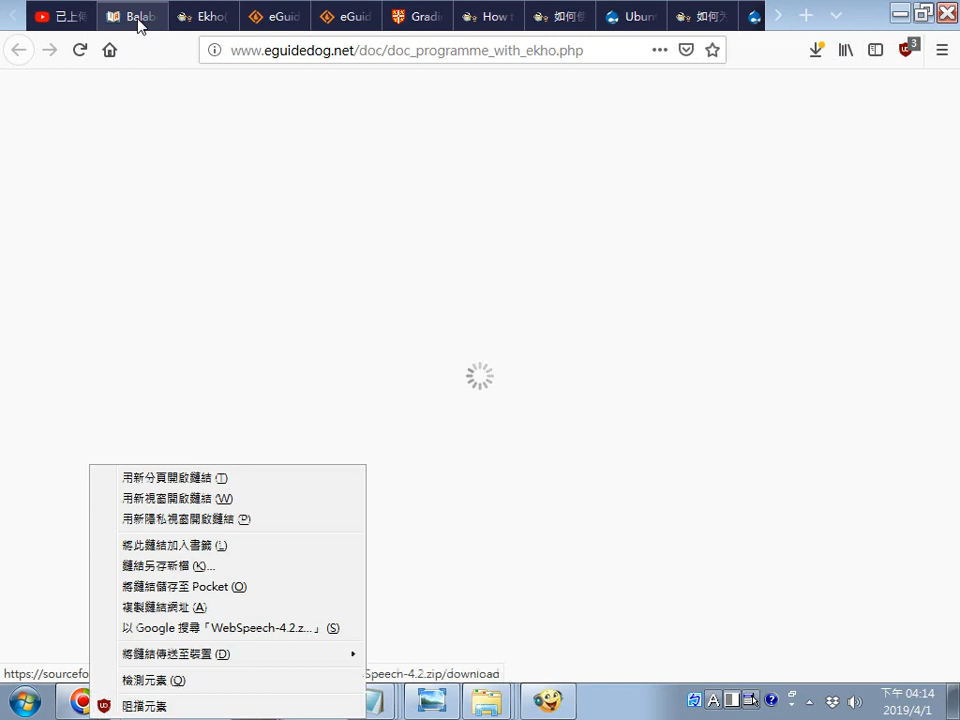 已上傳
Balab
Ekho(
eGuid
eGuid
Gradi
How t
如何使
Ubun
如何
www.eguidedog.net/doc/doc_programme_with_ekho.php
3
用新分頁開啟鏈結 (T)
用新視窗開啟鏈結 (W)
用新隱私視窗開啟鏈結 (P)
將此鏈結加入書籤 (L)
鏈結另存新檔 (K)...
將鏈結儲存至 Pocket (O)
複製鏈結網址 (A)
以 Google 搜尋「WebSpeech-4.2.z...」 (S)
將鏈結傳送至裝置 (D)
檢測元素 (Q)
阻擋元素
https://sourcefo
Speech-4.2.zip/download
A
下午 04:14
2019/4/1